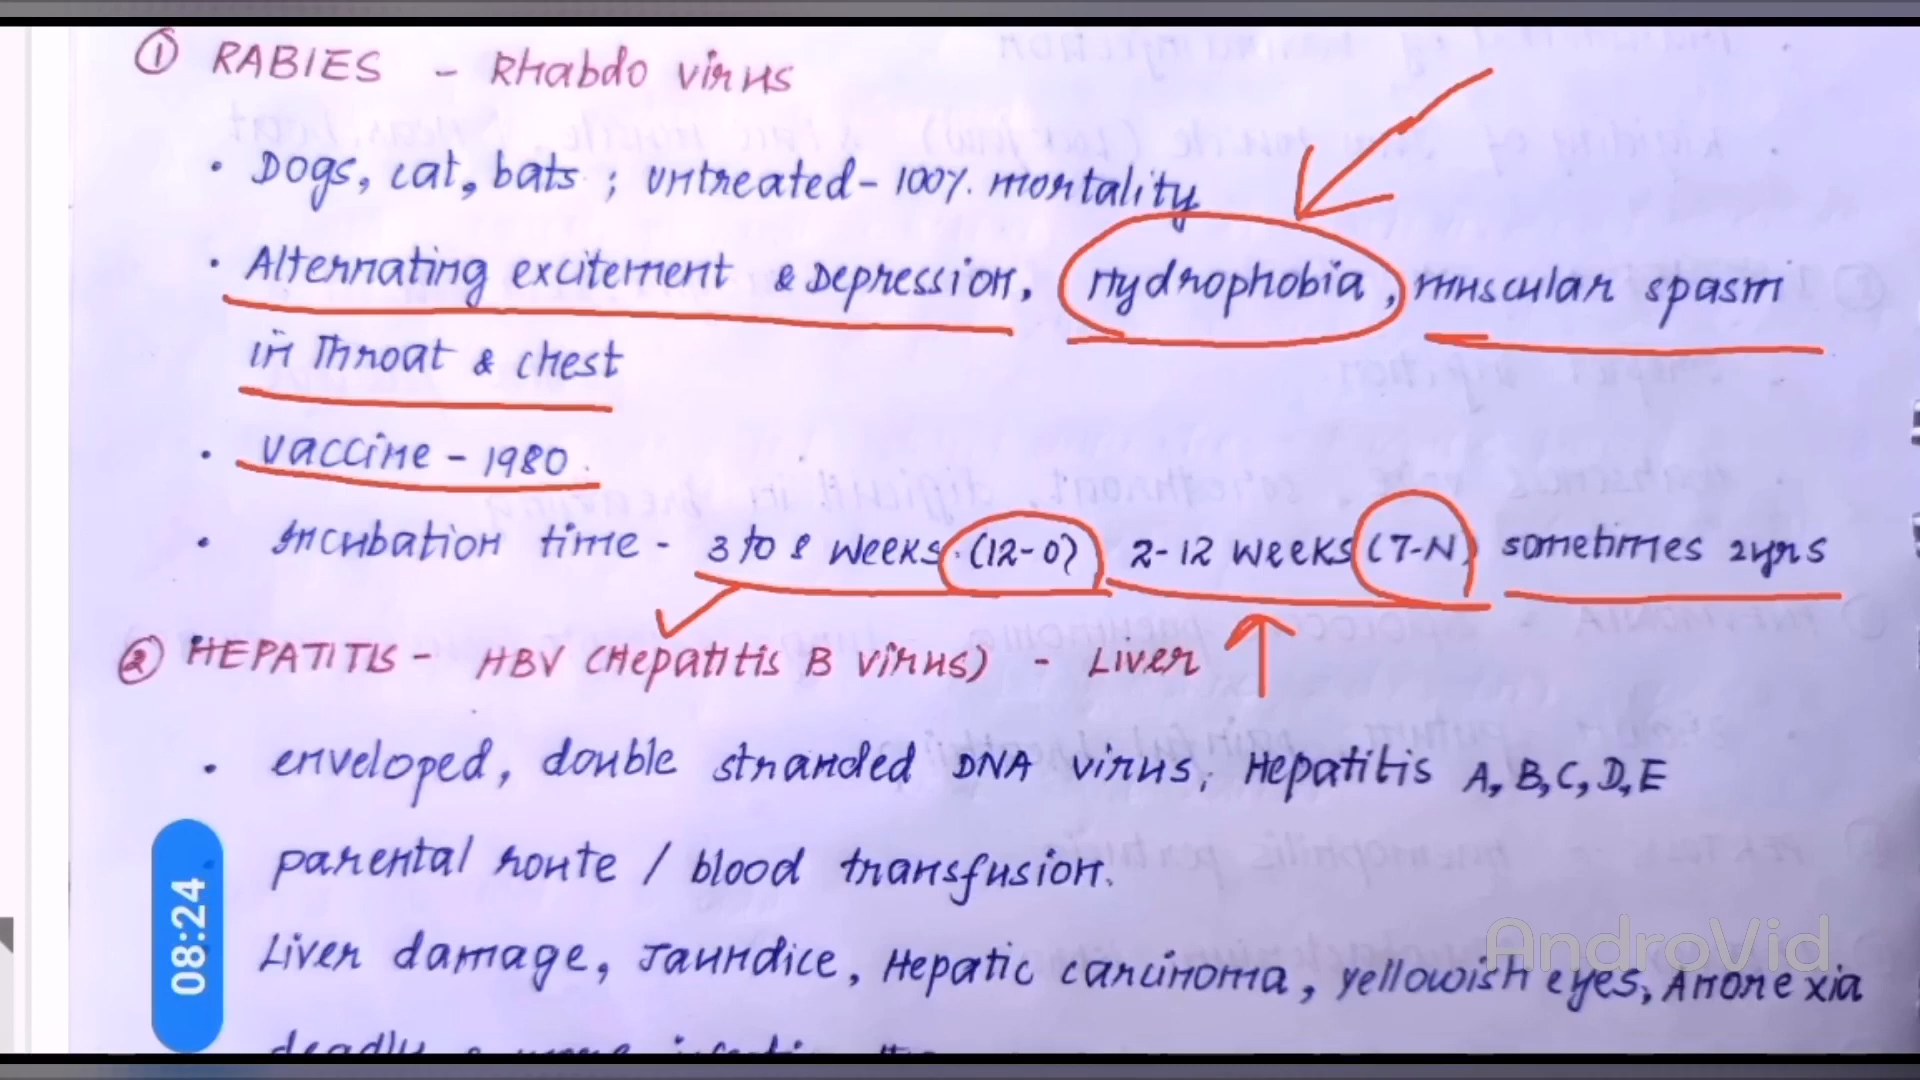 ① RABIES - Rhabdo virus
• Dogs, cat, bats ; untreated - 100% mortality
• Alternating excitement & Depression, Hydrophobia, muscular spasm
in Throat & chest
• vaccine - 1980.
• Incubation time - 3 to 8 weeks (12-0) 2-12 weeks (7-N) sometimes 2yrs
② HEPATITIS - HBV (Hepatitis B virus) - Liver
• enveloped, double stranded DNA virus, Hepatitis A, B, C, D, E
parental route / blood transfusion.
Liver damage, Jaundice, Hepatic carcinoma, yellowish eyes, Anorexia
08:24
AndroVid